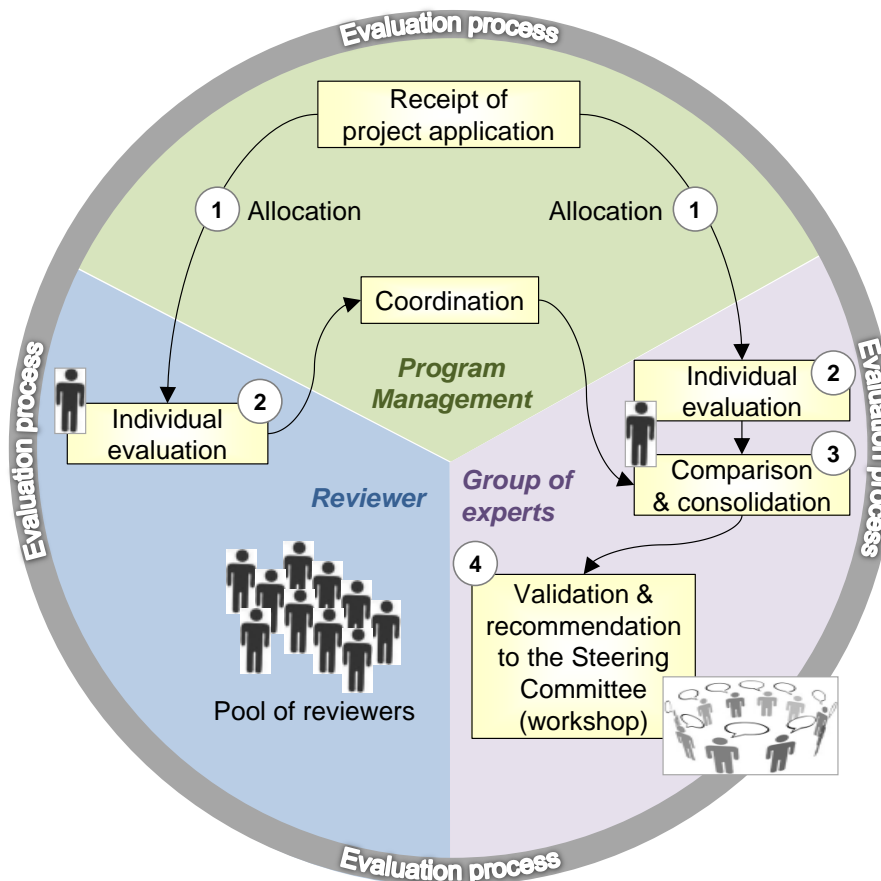 Evaluation process
Receipt of
project application
1
Allocation
Allocation
1
Coordination
Program
Management
Evaluation process
Evaluation process
2
Individual
evaluation
Individual
evaluation
2
Comparison
& consolidation
3
Reviewer
Group of
experts
4
Validation &
recommendation
to the Steering
Committee
(workshop)
Pool of reviewers
Evaluation process